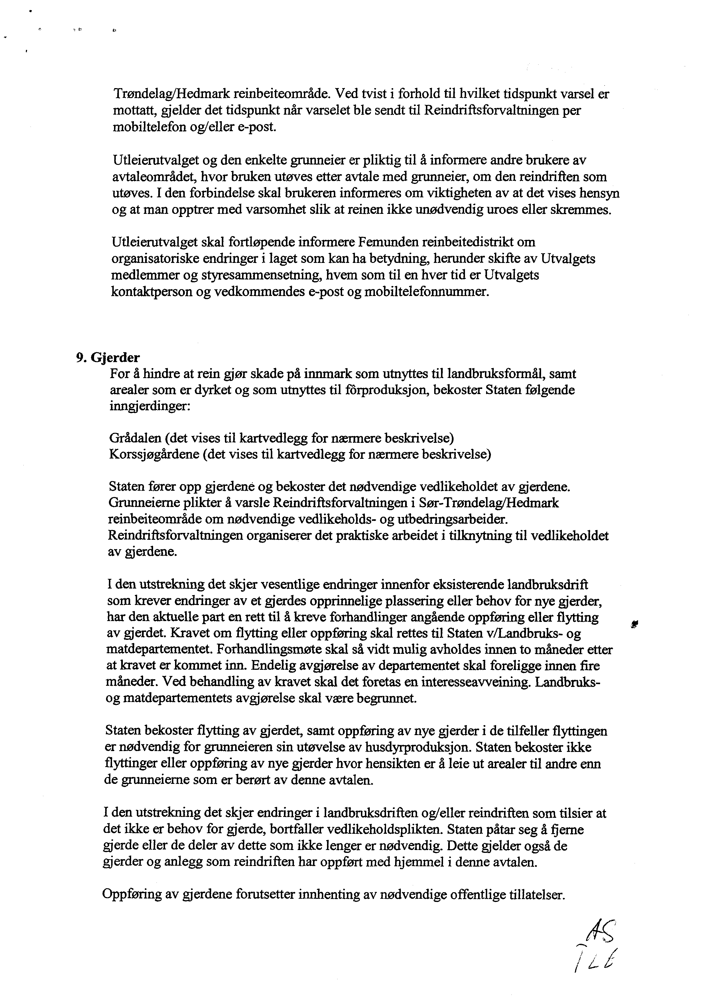 Trøndelag/Hedmark reinbeiteområde. Ved tvist i forhold til hvilket tidspunkt varsel er
mottatt, gjelder det tidspunkt når varselet ble sendt til Reindriftsforvaltningen per
mobiltelefon og/eller e-post.
Utleierutvalget og den enkelte grunneier er pliktig til å informere andre brukere av
avtaleområdet, hvor bruken utøves etter avtale med grunneier, om den reindriften som
utøves. I den forbindelse skal brukeren informeres om viktigheten av at det vises hensyn
og at man opptrer med varsomhet slik at reinen ikke unødvendig uroes eller skremmes.
Utleierutvalget skal fortløpende informere Femunden reinbeitedistrikt om
organisatoriske endringer i laget som kan ha betydning, herunder skifte av Utvalgets
medlemmer og styresammensetning, hvem som til en hver tid er Utvalgets
kontaktperson og vedkommendes e-post og mobiltelefonnummer.
9. Gjerder
For å hindre at rein gjør skade på innmark som utnyttes til landbruksformål, samt
arealer som er dyrket og som utnyttes til fôrproduksjon, bekoster Staten følgende
inngjerdinger:
Grådalen (det vises til kartvedlegg for nærmere beskrivelse)
Korssjøgårdene (det vises til kartvedlegg for nærmere beskrivelse)
Staten fører opp gjerdene og bekoster det nødvendige vedlikeholdet av gjerdene.
Grunneierne plikter å varsle Reindriftsforvaltningen i Sør-Trøndelag/Hedmark
reinbeiteområde om nødvendige vedlikeholds- og utbedringsarbeider.
Reindriftsforvaltningen organiserer det praktiske arbeidet i tilknytning til vedlikeholdet
av gjerdene.
I den utstrekning det skjer vesentlige endringer innenfor eksisterende landbruksdrift
som krever endringer av et gjerdes opprinnelige plassering eller behov for nye gjerder,
har den aktuelle part en rett til å kreve forhandlinger angående oppføring eller flytting
av gjerdet. Kravet om flytting eller oppføring skal rettes til Staten v/Landbruks- og
matdepartementet. Forhandlingsmøte skal så vidt mulig avholdes innen to måneder etter
at kravet er kommet inn. Endelig avgjørelse av departementet skal foreligge innen fire
måneder. Ved behandling av kravet skal det foretas en interesseavveining. Landbruks-
og matdepartementets avgjørelse skal være begrunnet.
Staten bekoster flytting av gjerdet, samt oppføring av nye gjerder i de tilfeller flyttingen
er nødvendig for grunneieren sin utøvelse av husdyrproduksjon. Staten bekoster ikke
flyttinger eller oppføring av nye gjerder hvor hensikten er å leie ut arealer til andre enn
de grunneierne som er berørt av denne avtalen.
I den utstrekning det skjer endringer i landbruksdriften og/eller reindriften som tilsier at
det ikke er behov for gjerde, bortfaller vedlikeholdsplikten. Staten påtar seg å fjerne
gjerde eller de deler av dette som ikke lenger er nødvendig. Dette gjelder også de
gjerder og anlegg som reindriften har oppført med hjemmel i denne avtalen.
Oppføring av gjerdene forutsetter innhenting av nødvendige offentlige tillatelser.
AS
TLE